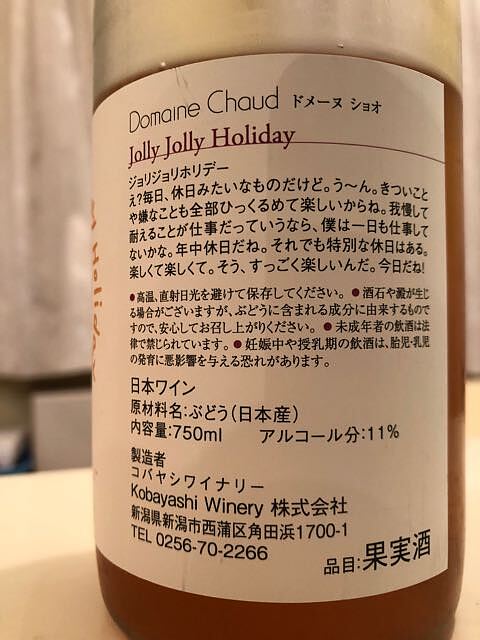 Domaine Chaud ドメーヌ ショオ
Jolly Jolly Holiday
ジョリジョリホリデー
え?毎日、休日みたいなものだけど。う〜ん。きついこと
や嫌なことも全部ひっくるめて楽しいからね。我慢して
耐えることが仕事だっていうなら、僕は一日も仕事して
ないかな。年中休日だね。それでも特別な休日はある。
楽しくて楽しくて。そう、すっごく楽しいんだ。今日だね!
●高温、直射日光を避けて保存してください。 ●酒石や澱が生じ
る場合がございますが、ぶどうに含まれる成分に由来するもので
すので、安心してお召し上がりください。 ●未成年者の飲酒は法
律で禁じられています。 ●妊娠中や授乳期の飲酒は、胎児・乳児
の発育に悪影響を与える恐れがあります。
日本ワイン
原材料名:ぶどう(日本産)
内容量:750ml アルコール分:11%
製造者
コバヤシワイナリー
Kobayashi Winery 株式会社
新潟県新潟市西蒲区角田浜1700-1
TEL 0256-70-2266
品目:果実酒